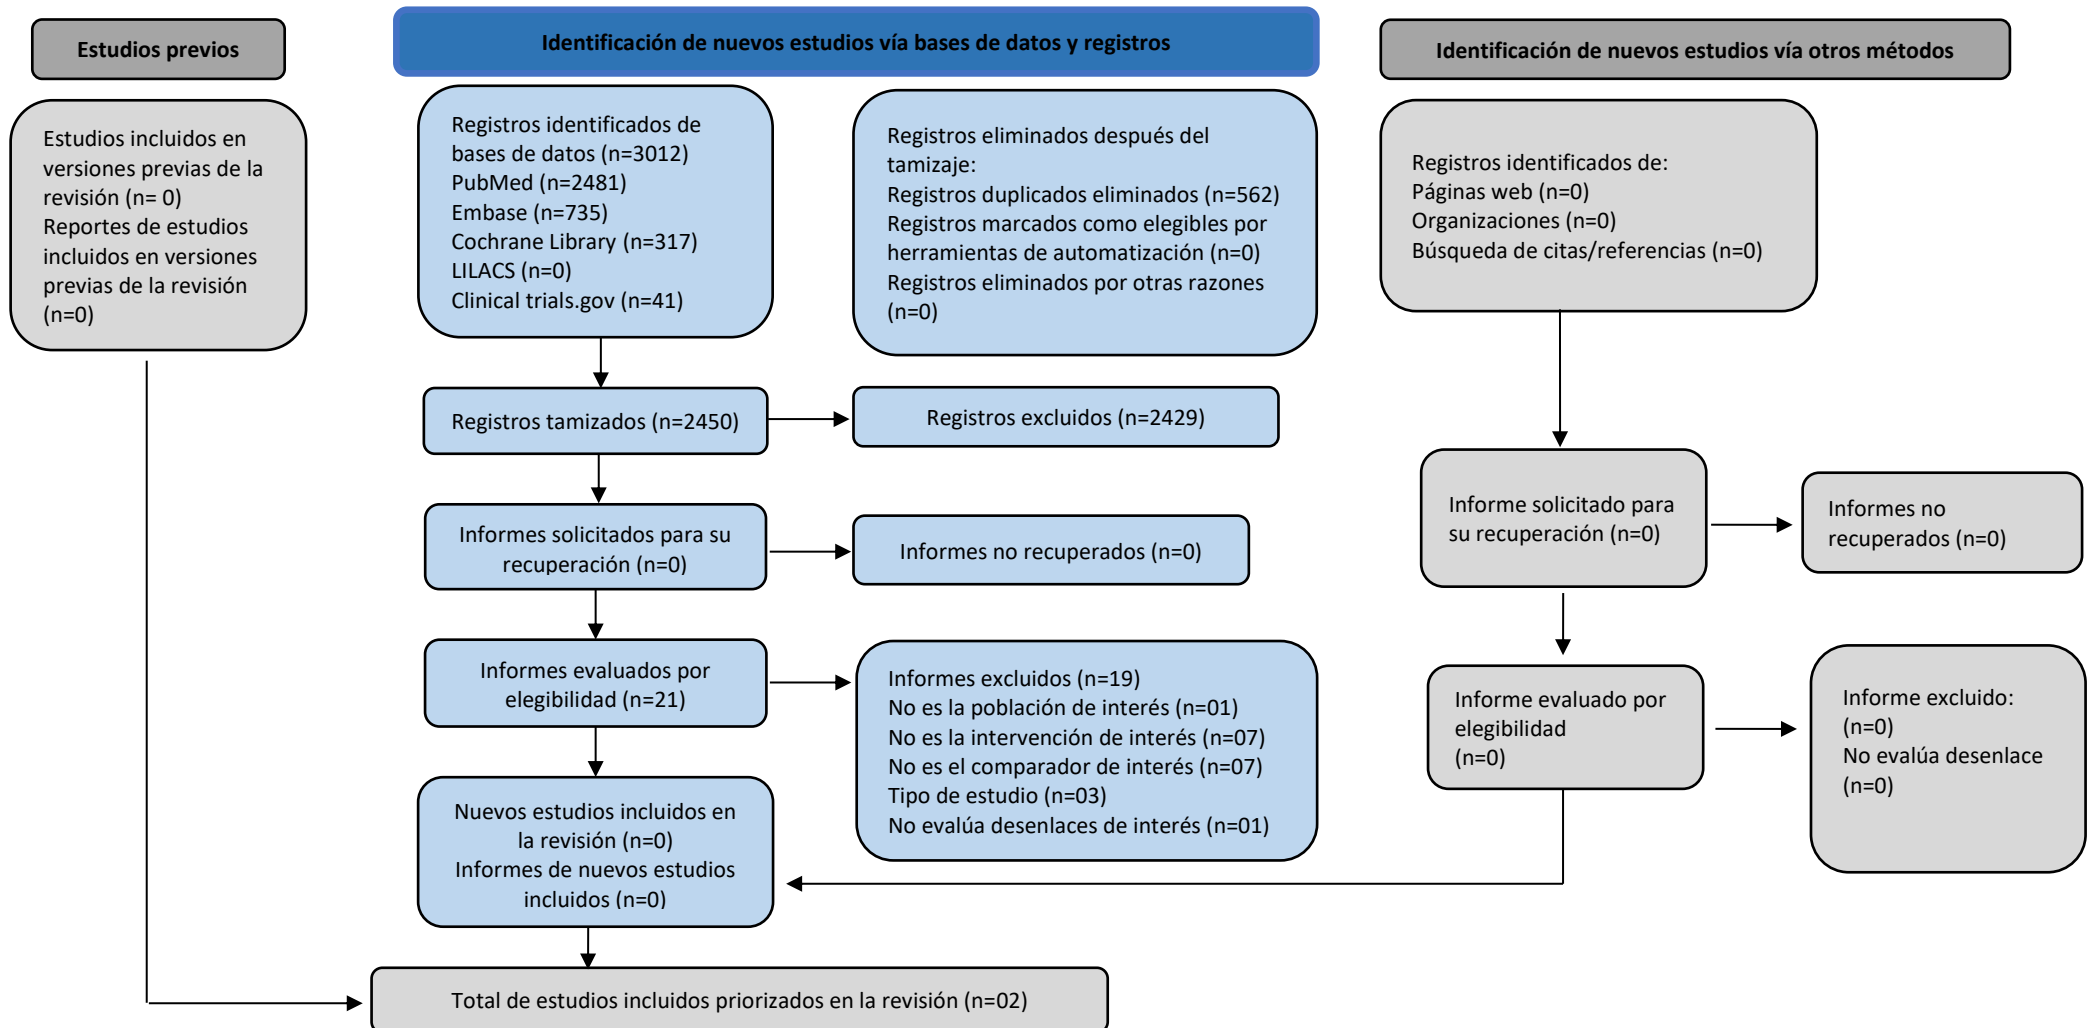 Estudios previos
Identificación de nuevos estudios vía bases de datos y registros
Identificación de nuevos estudios vía otros métodos
Estudios incluidos en
versiones previas de la
revisión (n= 0)
Reportes de estudios
incluidos en versiones
previas de la revisión
(n=0)
Registros identificados de
bases de datos (n=3012)
PubMed (n=2481)
Embase (n=735)
Cochrane Library (n=317)
LILACS (n=0)
Clinical trials.gov (n=41)
Registros eliminados después del
tamizaje:
Registros duplicados eliminados (n=562)
Registros marcados como elegibles por
herramientas de automatización (n=0)
Registros eliminados por otras razones
(n=0)
Registros identificados de:
Páginas web (n=0)
Organizaciones (n=0)
Búsqueda de citas/referencias (n=0)
Registros tamizados (n=2450)
Registros excluidos (n=2429)
Informes solicitados para su
recuperación (n=0)
Informes no recuperados (n=0)
Informe solicitado para
su recuperación (n=0)
Informes no
recuperados (n=0)
Informes evaluados por
elegibilidad (n=21)
Informes excluidos (n=19)
No es la población de interés (n=01)
No es la intervención de interés (n=07)
No es el comparador de interés (n=07)
Tipo de estudio (n=03)
No evalúa desenlaces de interés (n=01)
Informe evaluado por
elegibilidad
(n=0)
Informe excluido:
(n=0)
No evalúa desenlace
(n=0)
Nuevos estudios incluidos en
la revisión (n=0)
Informes de nuevos estudios
incluidos (n=0)
Total de estudios incluidos priorizados en la revisión (n=02)